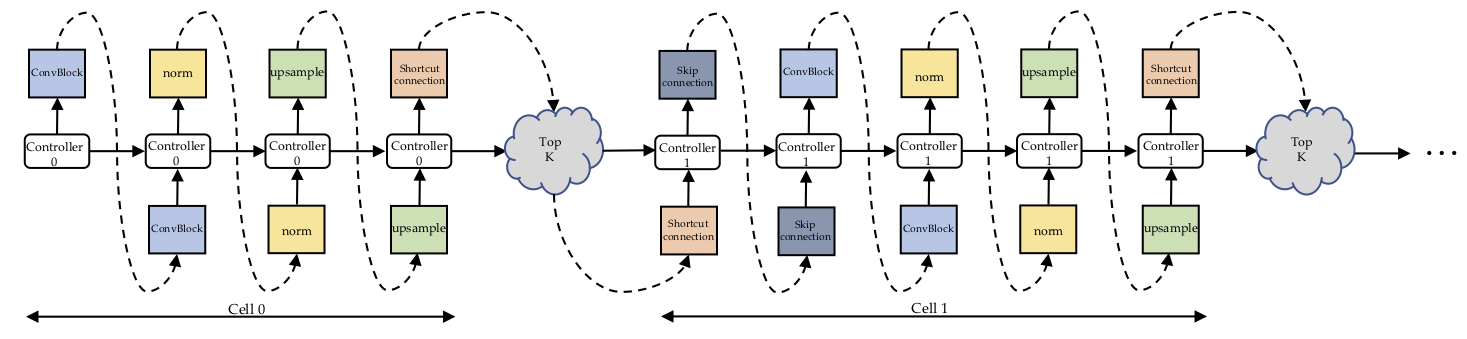 ConvBlock
norm
upsample
Shortcut
connection
Skip
connection
ConvBlock
norm
upsample
Shortcut
connection
Controller
0
Controller
0
Controller
0
Controller
0
Top
K
Controller
1
Controller
1
Controller
1
Controller
1
Controller
1
Top
K
...
ConvBlock
norm
upsample
Shortcut
connection
Skip
connection
ConvBlock
norm
upsample
Cell 0
Cell 1